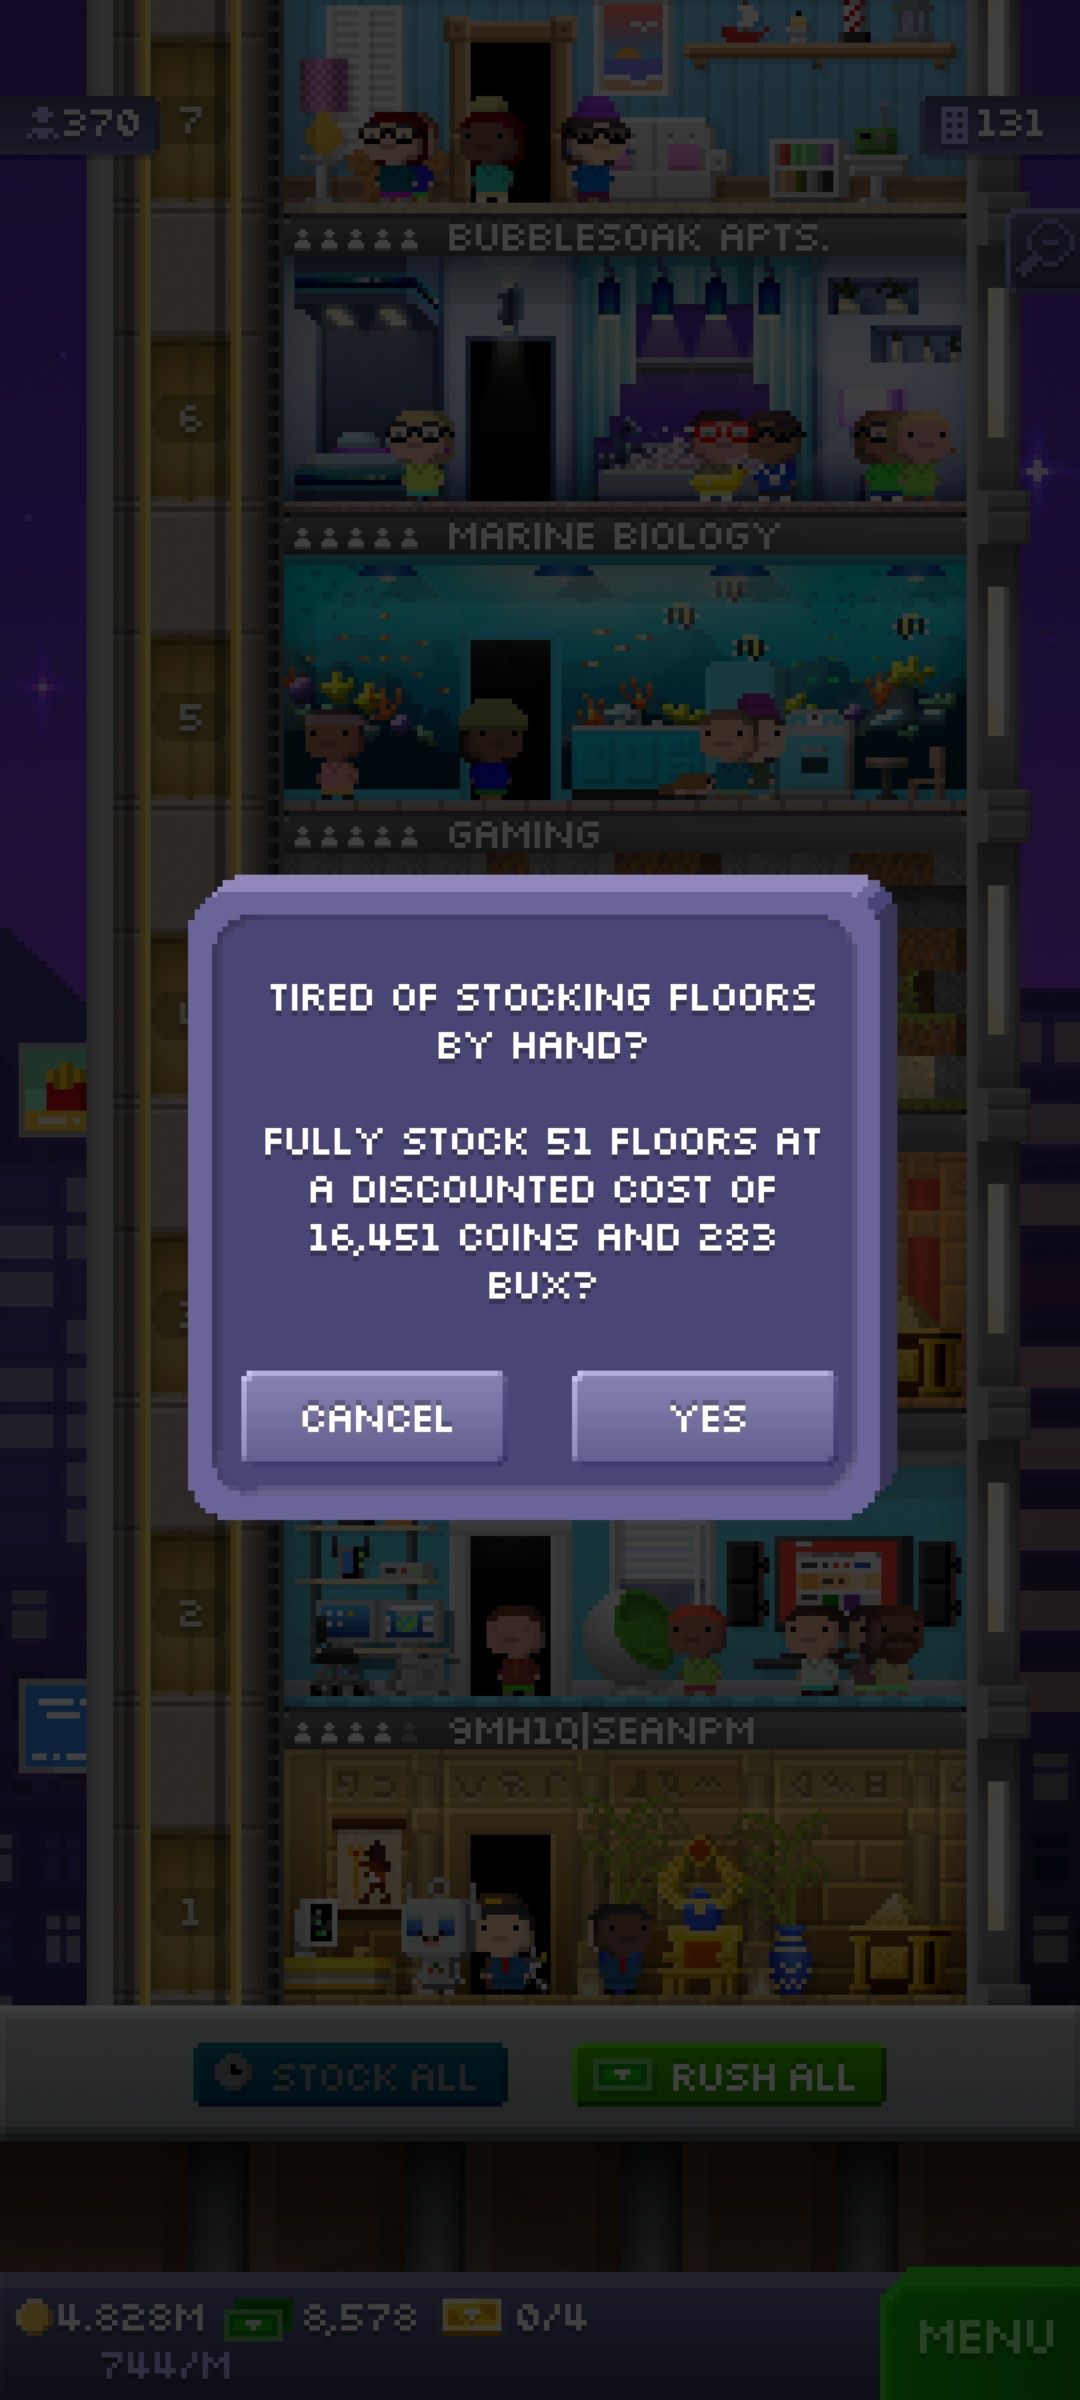 370
7
131
BUBBLESOAK APTS.
6
MARINE BIOLOGY
5
GAMING
TIRED OF STOCKING FLOORS
BY HAND?
FULLY STOCK 51 FLOORS AT
A DISCOUNTED COST OF
16,451 COINS AND 283
BUX?
CANCEL
YES
2
9MH1Q|SEANPM
1
STOCK ALL
RUSH ALL
4.828M
8,578
0/4
744/M
MENU